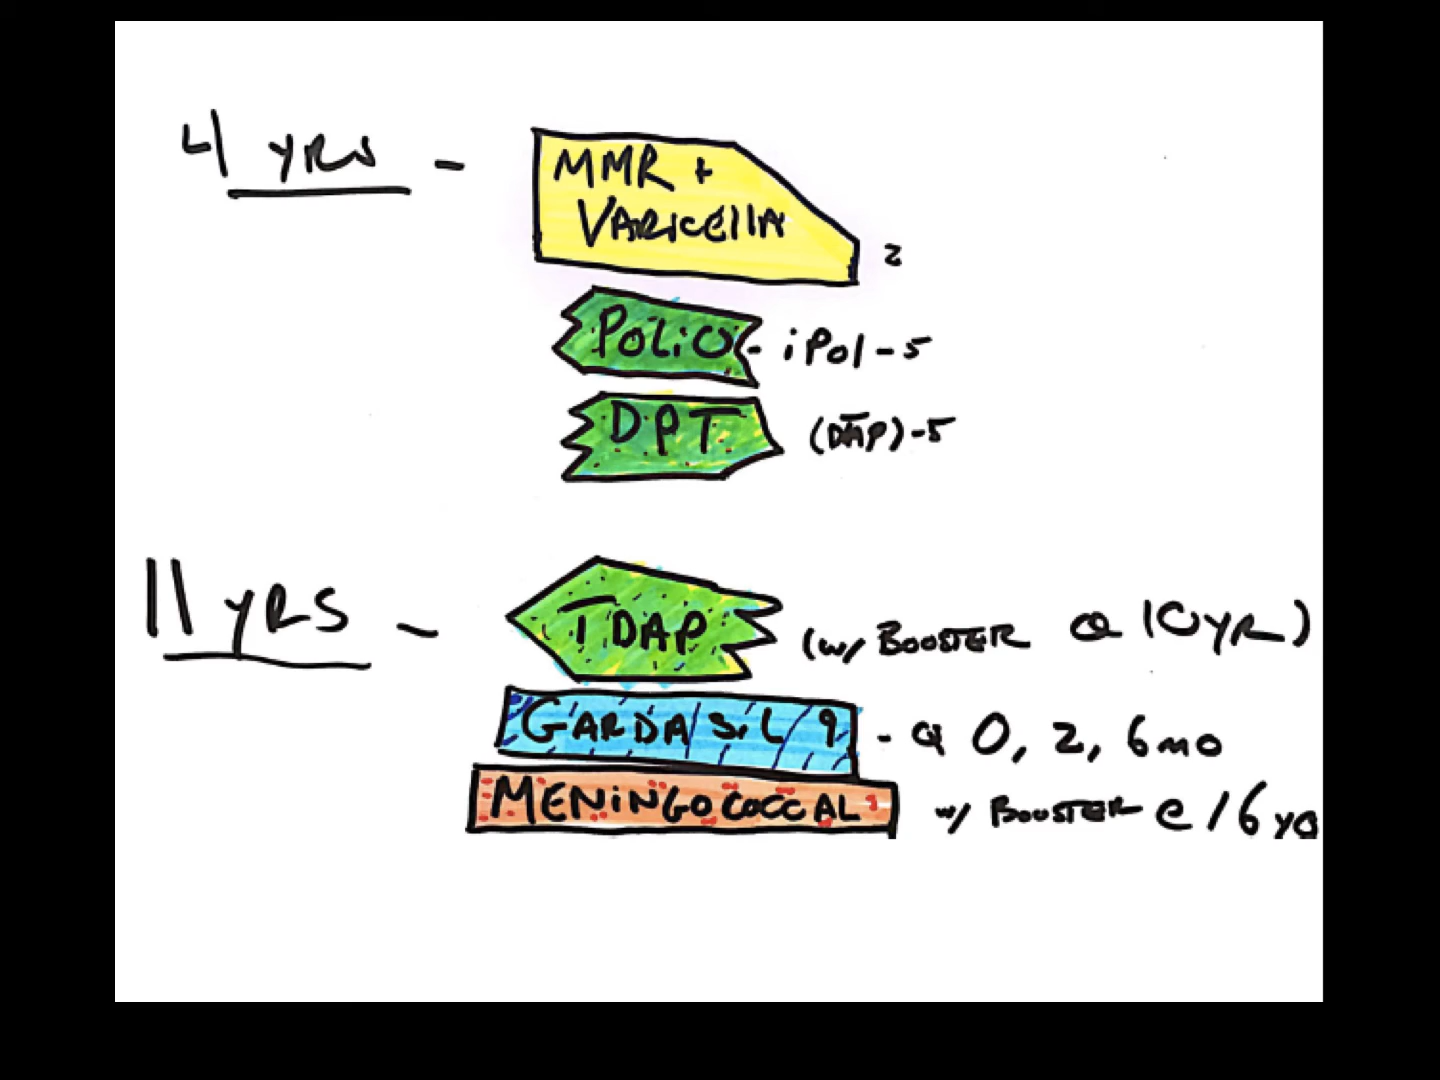 4 YRS -
MMR +
VARICELLA
2
POLIO - iPOL - 5
DPT (DTAP) - 5
11 YRS -
TDAP (w/ BOOSTER Q 10 YR)
GARDASIL 9 - Q 0, 2, 6 mo
MENINGOCOCCAL w/ BOOSTER @ 16 yo